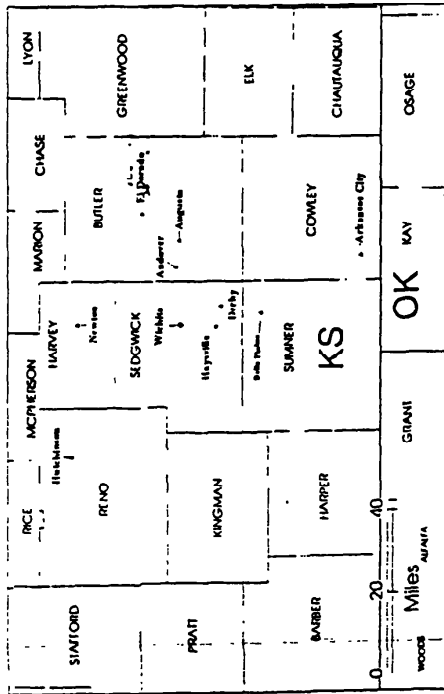 LYON
CHASE
MARION
MCPHERSON
RICE
STAFFORD
GREENWOOD
BUTLER
El Dorado
HARVEY
Newton
Hutchinson
RENO
ELK
Augusta
Andover
SEDGWICK
Wichita
Haysville
Derby
KINGMAN
PRATT
CHAUTAUQUA
COWLEY
Arkansas City
Belle Plaine
SUMNER
KS
HARPER
BARBER
OSAGE
KAY
OK
GRANT
ALFALFA
WOODS
0 20 40
Miles